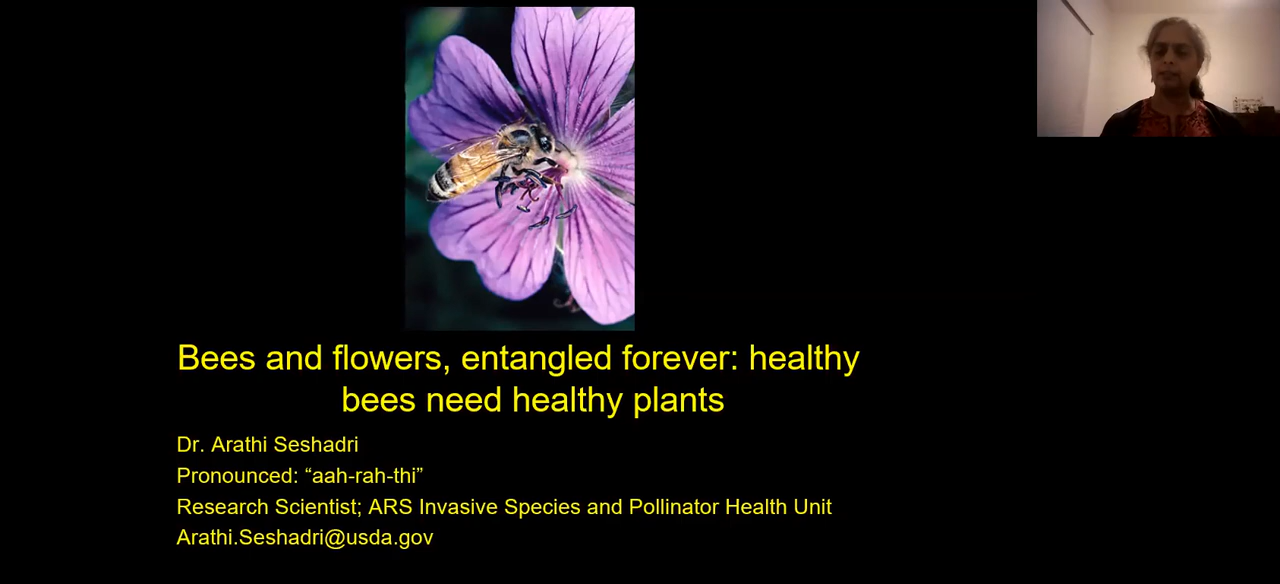 Bees and flowers, entangled forever: healthy
bees need healthy plants
Dr. Arathi Seshadri
Pronounced: “aah-rah-thi”
Research Scientist; ARS Invasive Species and Pollinator Health Unit
Arathi.Seshadri@usda.gov